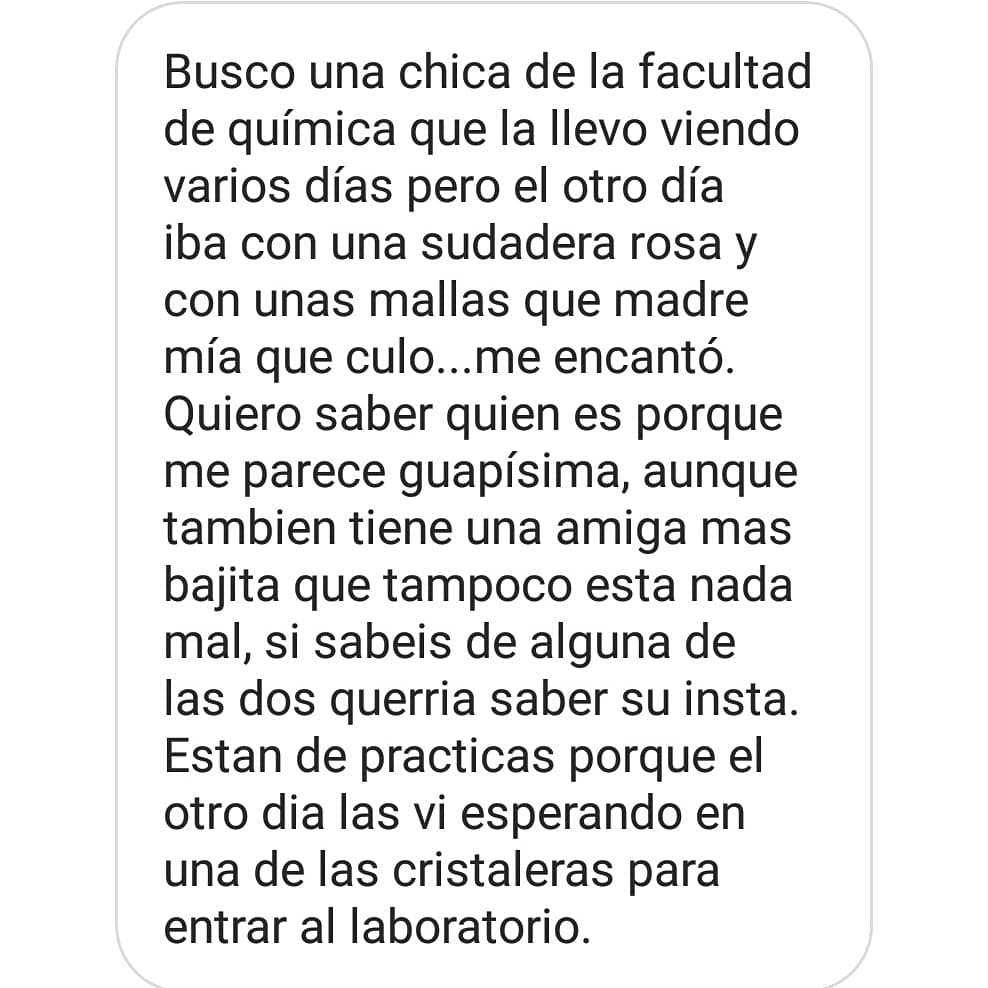 Busco una chica de la facultad
de química que la llevo viendo
varios días pero el otro día
iba con una sudadera rosa y
con unas mallas que madre
mía que culo...me encantó.
Quiero saber quien es porque
me parece guapísima, aunque
tambien tiene una amiga mas
bajita que tampoco esta nada
mal, si sabeis de alguna de
las dos querria saber su insta.
Estan de practicas porque el
otro dia las vi esperando en
una de las cristaleras para
entrar al laboratorio.